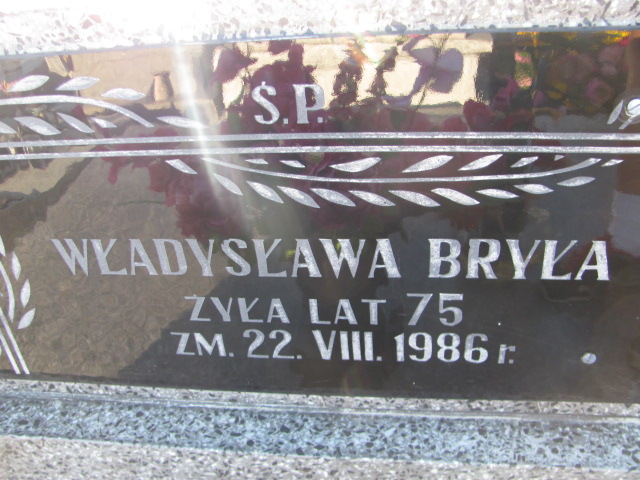 Ś.P.
WŁADYSŁAWA BRYŁA
ŻYŁA LAT 75
ZM. 22. VIII. 1986 r.